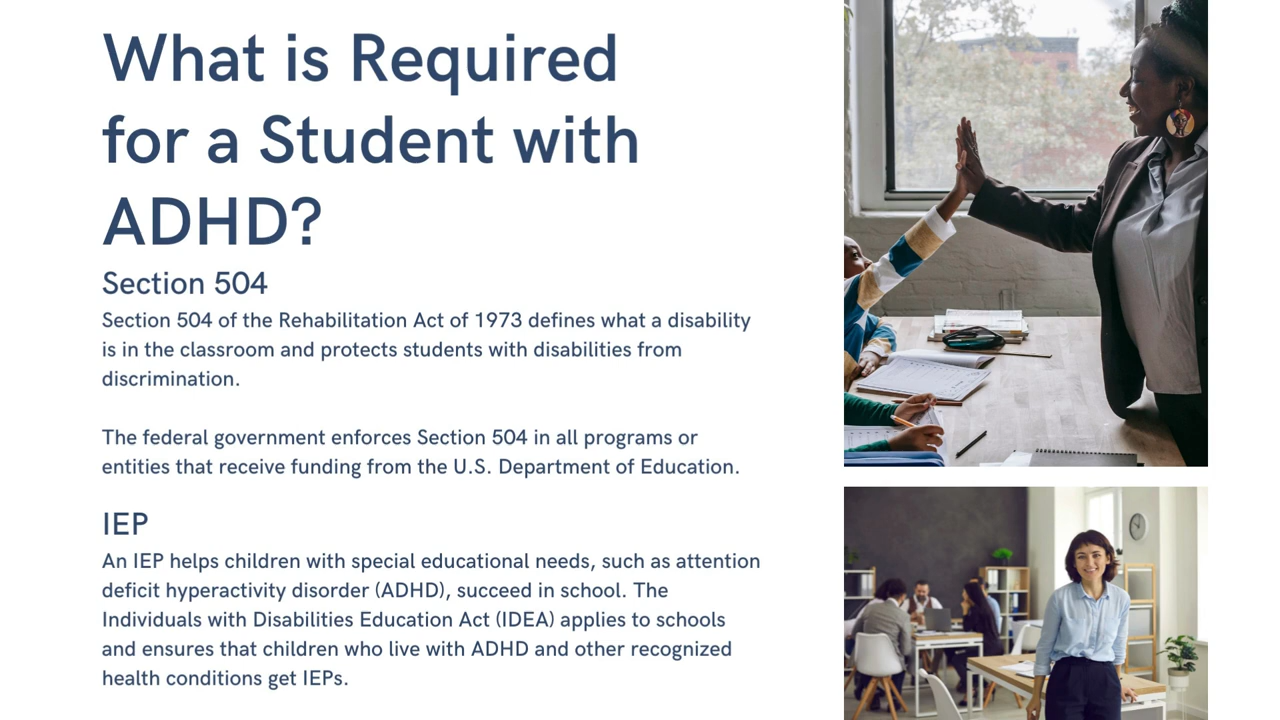 What is Required
for a Student with
ADHD?
Section 504
Section 504 of the Rehabilitation Act of 1973 defines what a disability
is in the classroom and protects students with disabilities from
discrimination.
The federal government enforces Section 504 in all programs or
entities that receive funding from the U.S. Department of Education.
IEP
An IEP helps children with special educational needs, such as attention
deficit hyperactivity disorder (ADHD), succeed in school. The
Individuals with Disabilities Education Act (IDEA) applies to schools
and ensures that children who live with ADHD and other recognized
health conditions get IEPs.